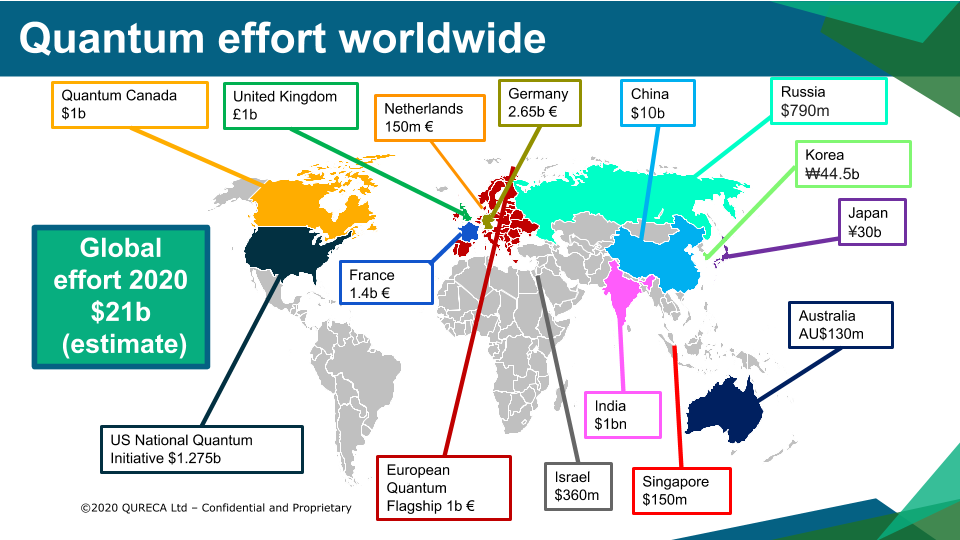 Quantum effort worldwide
Quantum Canada
$1b
United Kingdom
£1b
Netherlands
150m €
Germany
2.65b €
China
$10b
Russia
$790m
Korea
₩44.5b
Japan
¥30b
Global
effort 2020
$21b
(estimate)
France
1.4b €
Australia
AU$130m
India
$1bn
US National Quantum
Initiative $1.275b
European
Quantum
Flagship 1b €
Israel
$360m
Singapore
$150m
©2020 QURECA Ltd – Confidential and Proprietary